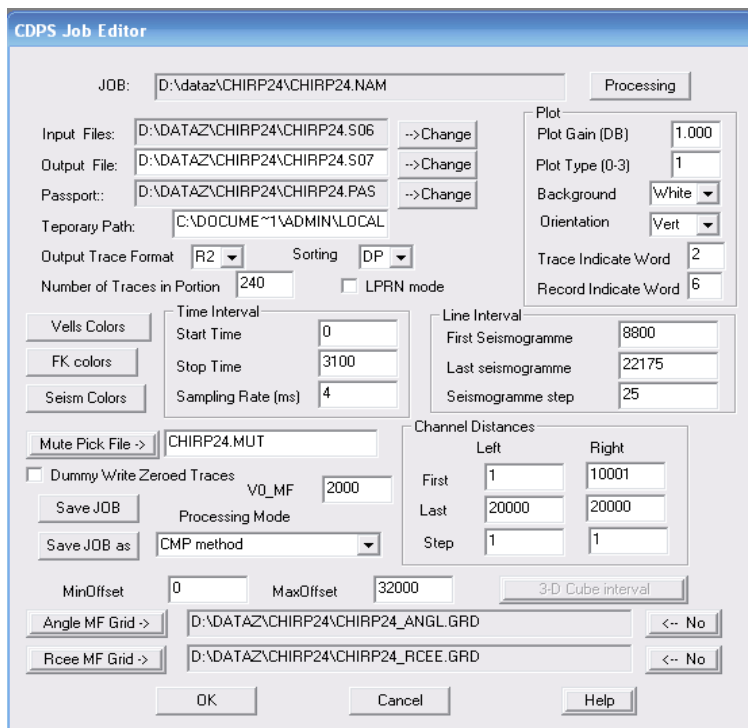 CDPS Job Editor
JOB: D:\dataz\CHIRP24\CHIRP24.NAM Processing
Plot
Input Files: D:\DATAZ\CHIRP24\CHIRP24.S06 -->Change Plot Gain (DB) 1.000
Output File: D:\DATAZ\CHIRP24\CHIRP24.S07 -->Change Plot Type (0-3) 1
Passport:: D:\DATAZ\CHIRP24\CHIRP24.PAS -->Change Background White
Teporary Path: C:\DOCUME~1\ADMIN\LOCAL Orientation Vert
Output Trace Format R2 Sorting DP Trace Indicate Word 2
Number of Traces in Portion 240 LPRN mode Record Indicate Word 6
Vells Colors Time Interval Line Interval
Start Time 0 First Seismogramme 8800
FK colors Stop Time 3100 Last seismogramme 22175
Seism Colors Sampling Rate (ms) 4 Seismogramme step 25
Mute Pick File -> CHIRP24.MUT Channel Distances
Left Right
Dummy Write Zeroed Traces First 1 10001
V0_MF 2000
Save JOB Processing Mode Last 20000 20000
Save JOB as CMP method Step 1 1
MinOffset 0 MaxOffset 32000 3-D Cube interval
Angle MF Grid -> D:\DATAZ\CHIRP24\CHIRP24_ANGL.GRD <-- No
Rcee MF Grid -> D:\DATAZ\CHIRP24\CHIRP24_RCEE.GRD <-- No
OK Cancel Help